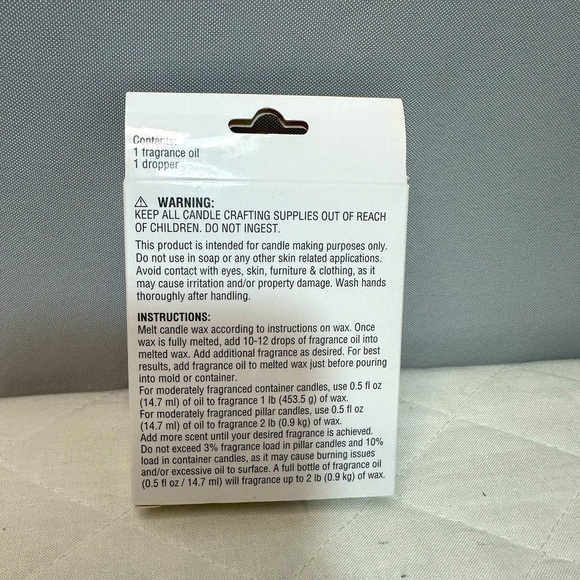 Contents:
1 fragrance oil
1 dropper
⚠ WARNING:
KEEP ALL CANDLE CRAFTING SUPPLIES OUT OF REACH
OF CHILDREN. DO NOT INGEST.
This product is intended for candle making purposes only.
Do not use in soap or any other skin related applications.
Avoid contact with eyes, skin, furniture & clothing, as it
may cause irritation and/or property damage. Wash hands
thoroughly after handling.
INSTRUCTIONS:
Melt candle wax according to instructions on wax. Once
wax is fully melted, add 10-12 drops of fragrance oil into
melted wax. Add additional fragrance as desired. For best
results, add fragrance oil to melted wax just before pouring
into mold or container.
For moderately fragranced container candles, use 0.5 fl oz
(14.7 ml) of oil to fragrance 1 lb (453.5 g) of wax.
For moderately fragranced pillar candles, use 0.5 fl oz
(14.7 ml) of oil to fragrance 2 lb (0.9 kg) of wax.
Add more scent until your desired fragrance is achieved.
Do not exceed 3% fragrance load in pillar candles and 10%
load in container candles, as it may cause burning issues
and/or excessive oil to surface. A full bottle of fragrance oil
(0.5 fl oz / 14.7 ml) will fragrance up to 2 lb (0.9 kg) of wax.